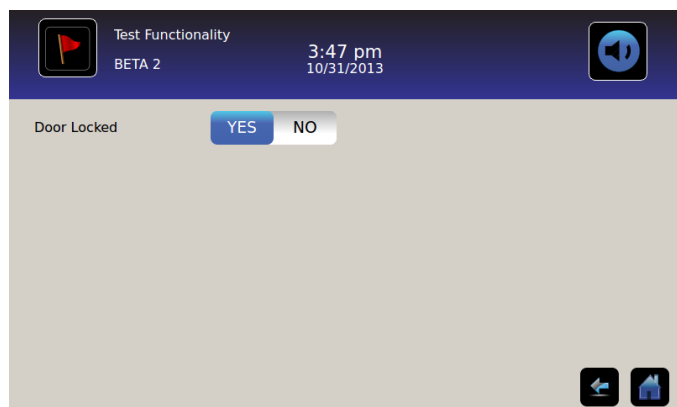 Test Functionality
BETA 2
3:47 pm
10/31/2013
Door Locked
YES NO